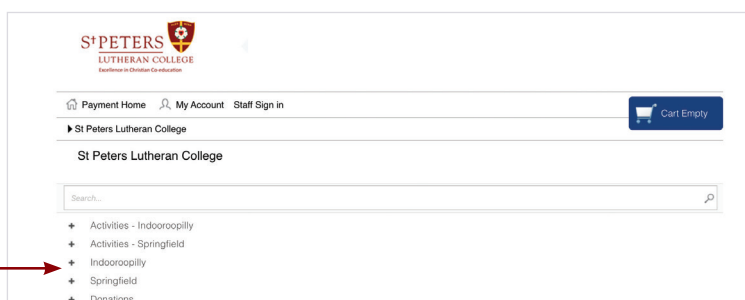 St PETERS
LUTHERAN COLLEGE
Excellence in Christian Co-education
Payment Home My Account Staff Sign in
Cart Empty
St Peters Lutheran College
St Peters Lutheran College
Search...
Activities - Indooroopilly
Activities - Springfield
Indooroopilly
Springfield
Donations